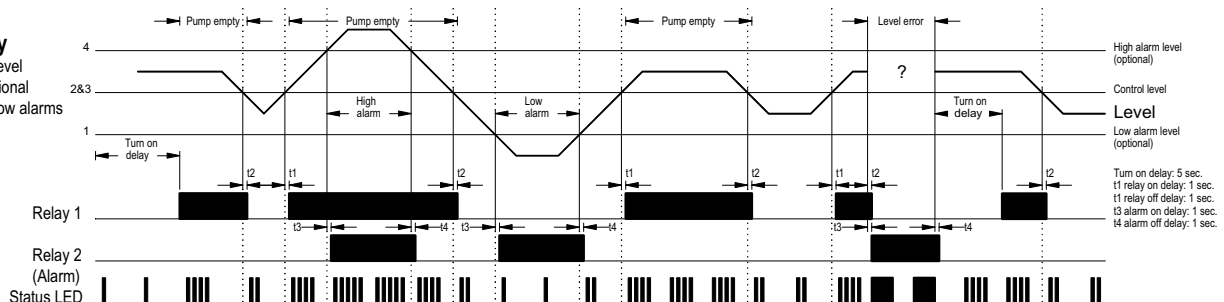 Pump empty
Pump empty
Pump empty
Level error
y
evel
ional
ow alarms
4
2&3
1
High alarm level
(optional)
Control level
Level
Low alarm level
(optional)
?
High
alarm
Low
alarm
Turn on
delay
Turn on
delay
t2
t1
t2
t1
t2
t1
t2
t2
Turn on delay: 5 sec.
t1 relay on delay: 1 sec.
t1 relay off delay: 1 sec.
t3 alarm on delay: 1 sec.
t4 alarm off delay: 1 sec.
Relay 1
t3
t4
t3
t4
t3
t4
Relay 2
(Alarm)
Status LED